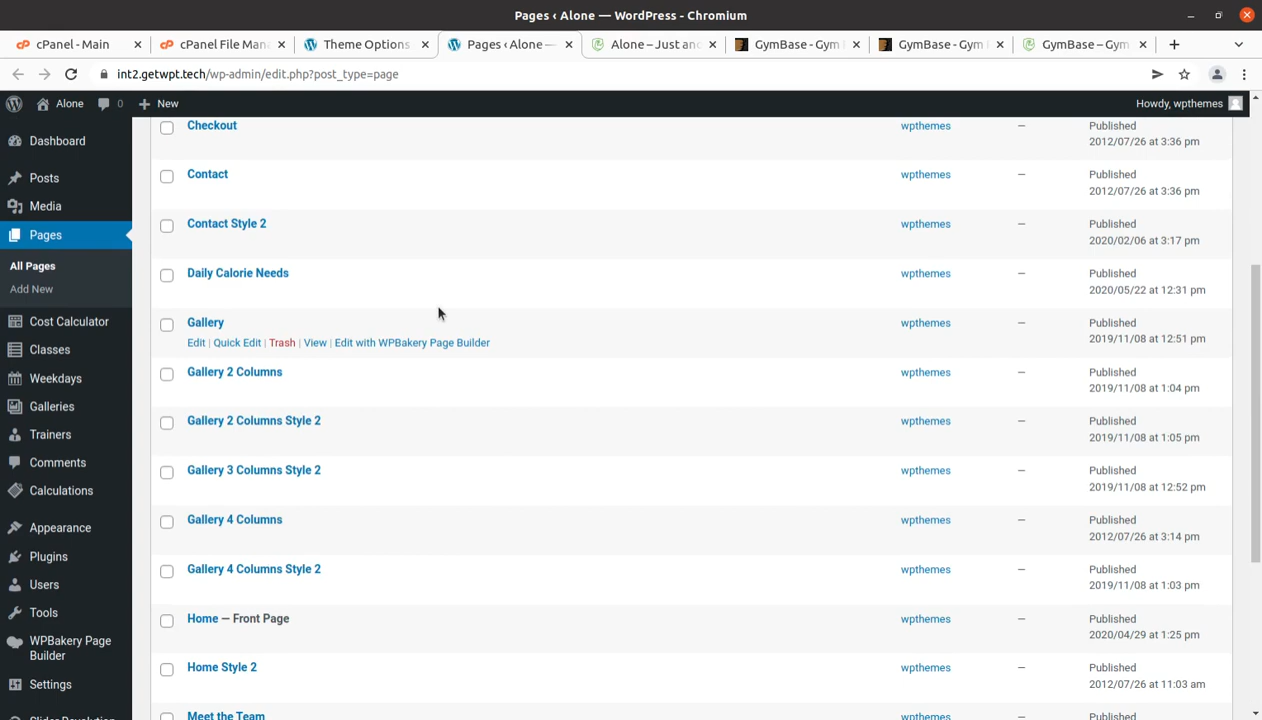 Pages ‹ Alone — WordPress - Chromium
cPanel - Main
cPanel File Man
Theme Options
Pages ‹ Alone —
Alone – Just and
GymBase - Gym
GymBase - Gym
GymBase – Gym
int2.getwpt.tech/wp-admin/edit.php?post_type=page
Alone
0
New
Howdy, wpthemes
Dashboard
Posts
Media
Pages
All Pages
Add New
Cost Calculator
Classes
Weekdays
Galleries
Trainers
Comments
Calculations
Appearance
Plugins
Users
Tools
WPBakery Page
Builder
Settings
Slider Revolution
Checkout wpthemes — Published
2012/07/26 at 3:36 pm
Contact wpthemes — Published
2012/07/26 at 3:36 pm
Contact Style 2 wpthemes — Published
2020/02/06 at 3:17 pm
Daily Calorie Needs wpthemes — Published
2020/05/22 at 12:31 pm
Gallery wpthemes — Published
Edit | Quick Edit | Trash | View | Edit with WPBakery Page Builder 2019/11/08 at 12:51 pm
Gallery 2 Columns wpthemes — Published
2019/11/08 at 1:04 pm
Gallery 2 Columns Style 2 wpthemes — Published
2019/11/08 at 1:05 pm
Gallery 3 Columns Style 2 wpthemes — Published
2019/11/08 at 12:52 pm
Gallery 4 Columns wpthemes — Published
2012/07/26 at 3:14 pm
Gallery 4 Columns Style 2 wpthemes — Published
2019/11/08 at 1:03 pm
Home — Front Page wpthemes — Published
2020/04/29 at 1:25 pm
Home Style 2 wpthemes — Published
2012/07/26 at 11:03 am
Meet the Team wpthemes — Published